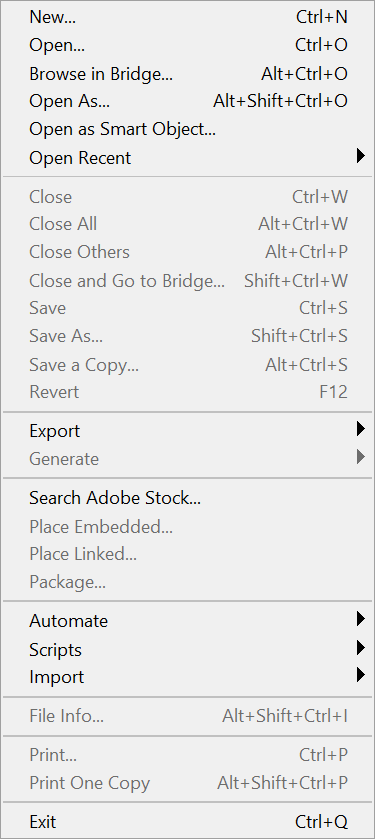 New... Ctrl+N
Open... Ctrl+O
Browse in Bridge... Alt+Ctrl+O
Open As... Alt+Shift+Ctrl+O
Open as Smart Object...
Open Recent
Close Ctrl+W
Close All Alt+Ctrl+W
Close Others Alt+Ctrl+P
Close and Go to Bridge... Shift+Ctrl+W
Save Ctrl+S
Save As... Shift+Ctrl+S
Save a Copy... Alt+Ctrl+S
Revert F12
Export
Generate
Search Adobe Stock...
Place Embedded...
Place Linked...
Package...
Automate
Scripts
Import
File Info... Alt+Shift+Ctrl+I
Print... Ctrl+P
Print One Copy Alt+Shift+Ctrl+P
Exit Ctrl+Q